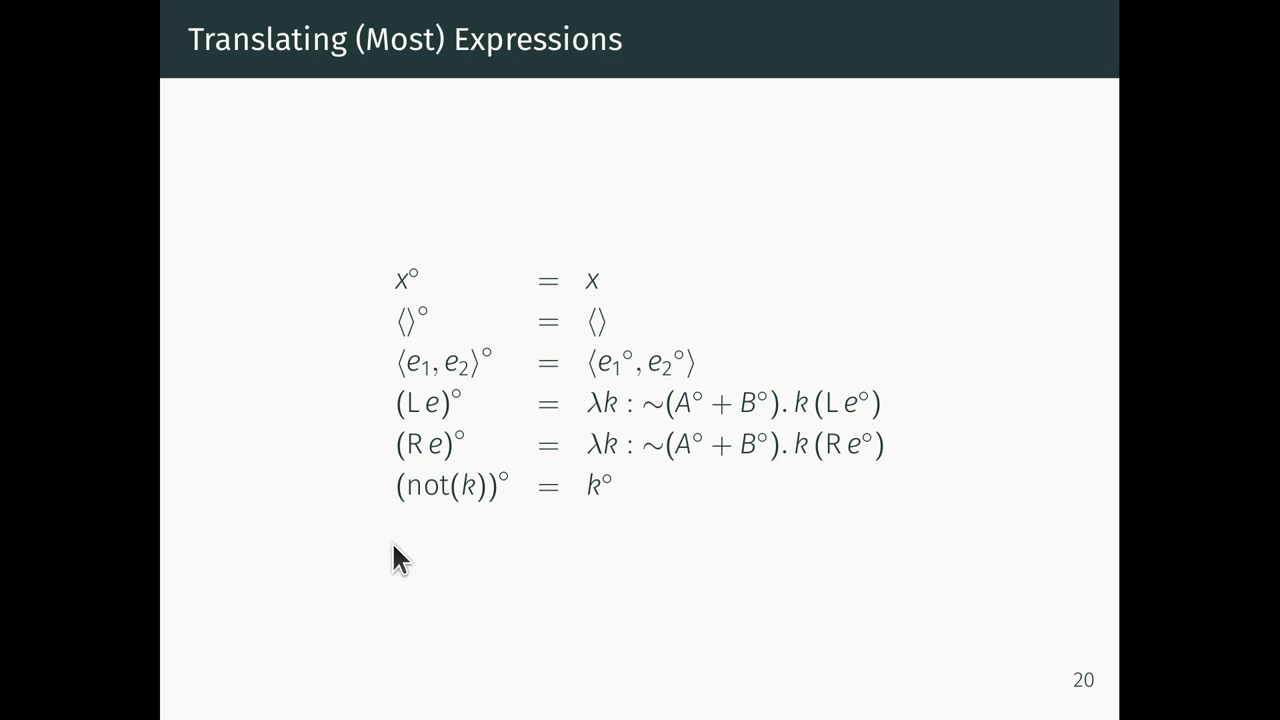 Translating (Most) Expressions
x° = x
⟨⟩° = ⟨⟩
⟨e₁, e₂⟩° = ⟨e₁°, e₂°⟩
(L e)° = λk : ∼(A° + B°). k (L e°)
(R e)° = λk : ∼(A° + B°). k (R e°)
(not(k))° = k°
20